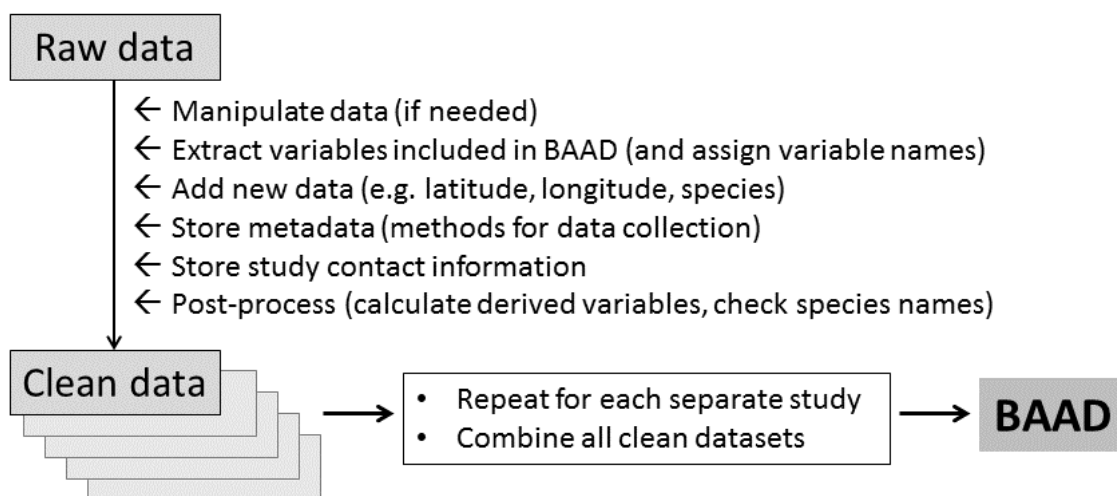 Raw data
← Manipulate data (if needed)
← Extract variables included in BAAD (and assign variable names)
← Add new data (e.g. latitude, longitude, species)
← Store metadata (methods for data collection)
← Store study contact information
← Post-process (calculate derived variables, check species names)
Clean data
• Repeat for each separate study
• Combine all clean datasets
BAAD